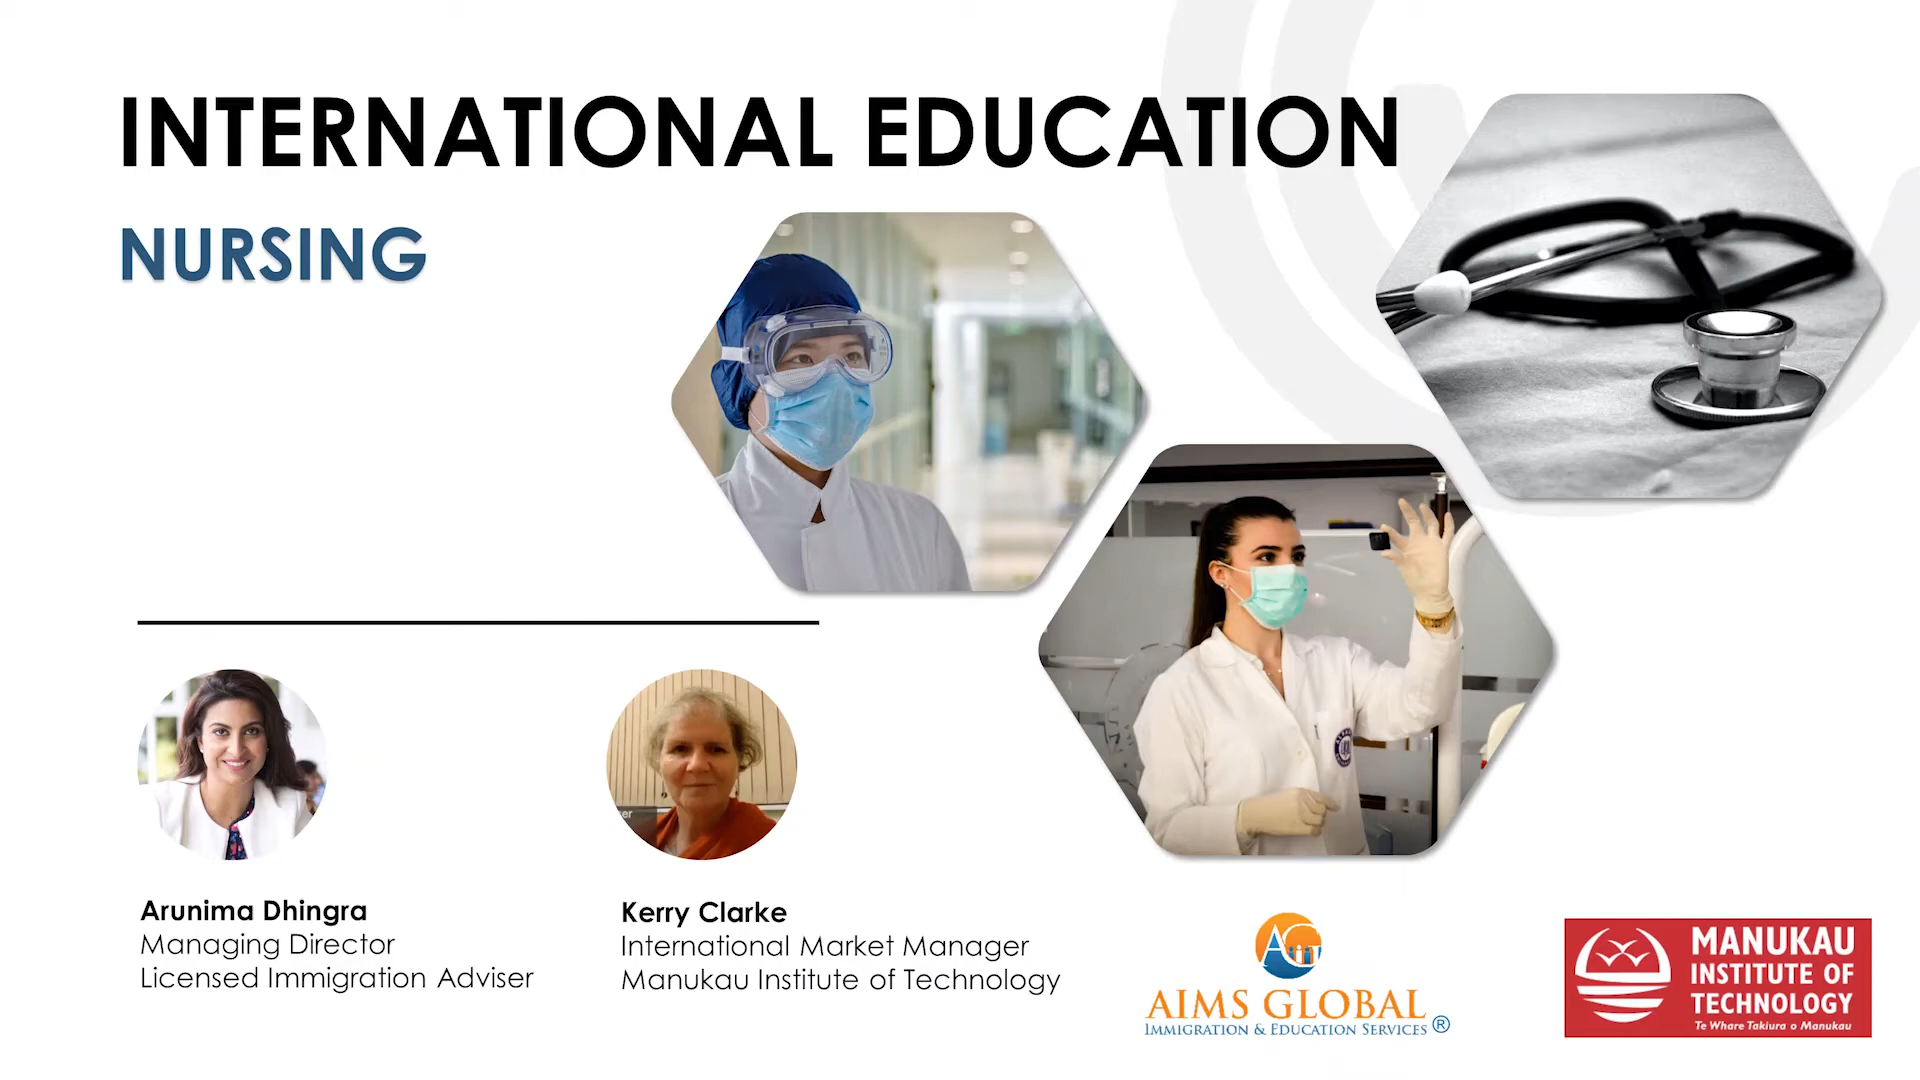 INTERNATIONAL EDUCATION
NURSING
Arunima Dhingra
Managing Director
Licensed Immigration Adviser
Kerry Clarke
International Market Manager
Manukau Institute of Technology
AIMS GLOBAL
IMMIGRATION & EDUCATION SERVICES ®
MANUKAU
INSTITUTE OF
TECHNOLOGY
Te Whare Takiura o Manukau